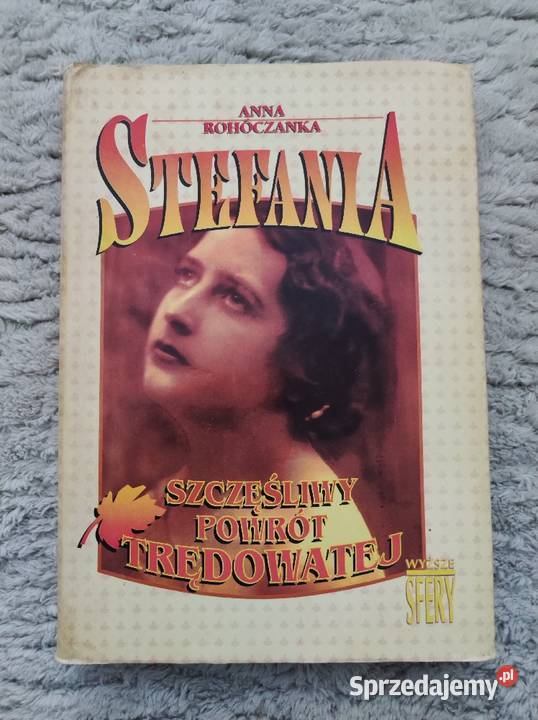 ANNA
ROHÓCZANKA
STEFANIA
SZCZĘŚLIWY
POWRÓT
TRĘDOWATEJ
WYŻSZE
SFERY
Sprzedajemy.pl